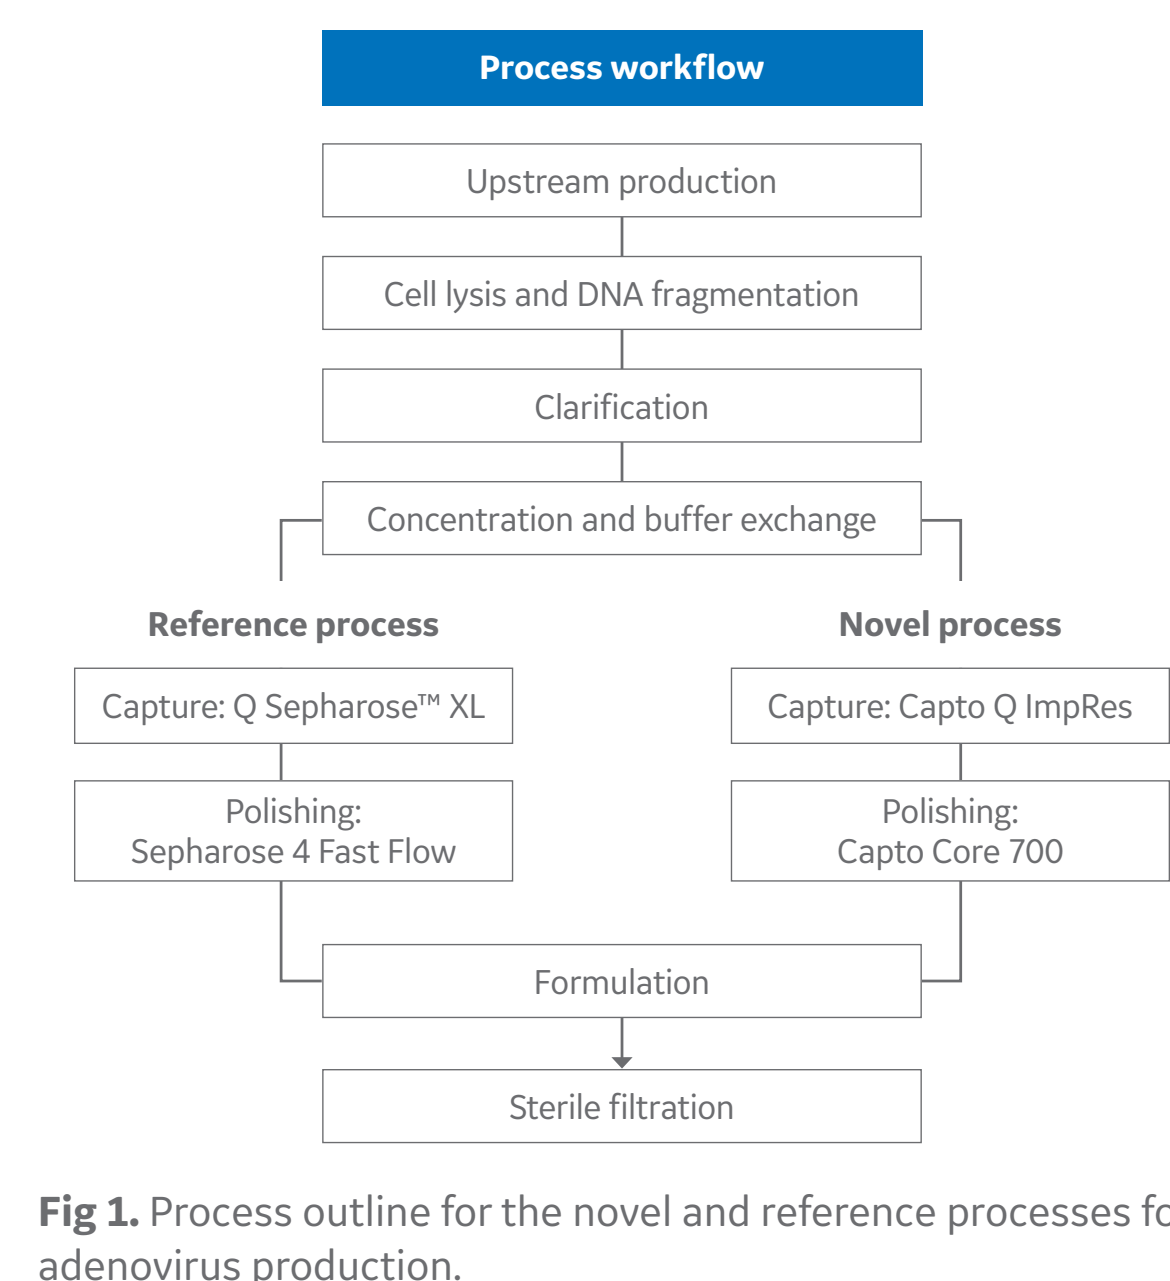 Process workflow
Upstream production
Cell lysis and DNA fragmentation
Clarification
Concentration and buffer exchange
Reference process
Novel process
Capture: Q Sepharose™ XL
Capture: Capto Q ImpRes
Polishing:
Sepharose 4 Fast Flow
Polishing:
Capto Core 700
Formulation
Sterile filtration
Fig 1. Process outline for the novel and reference processes
adenovirus production.